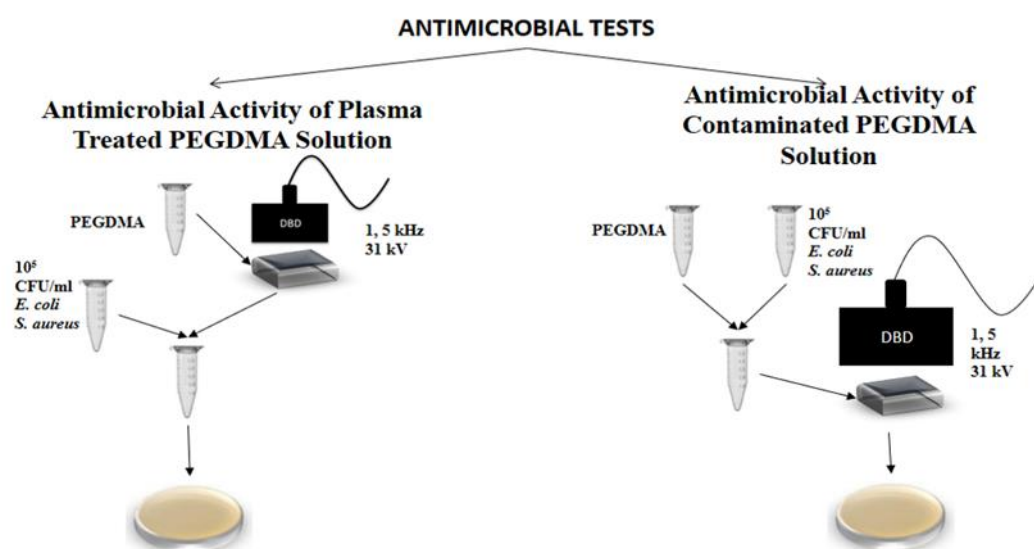 ANTIMICROBIAL TESTS
Antimicrobial Activity of Plasma
Treated PEGDMA Solution
PEGDMA
DBD
1, 5 kHz
31 kV
10⁵
CFU/ml
E. coli
S. aureus
Antimicrobial Activity of
Contaminated PEGDMA
Solution
PEGDMA
10⁵
CFU/ml
E. coli
S. aureus
DBD
1, 5
kHz
31 kV